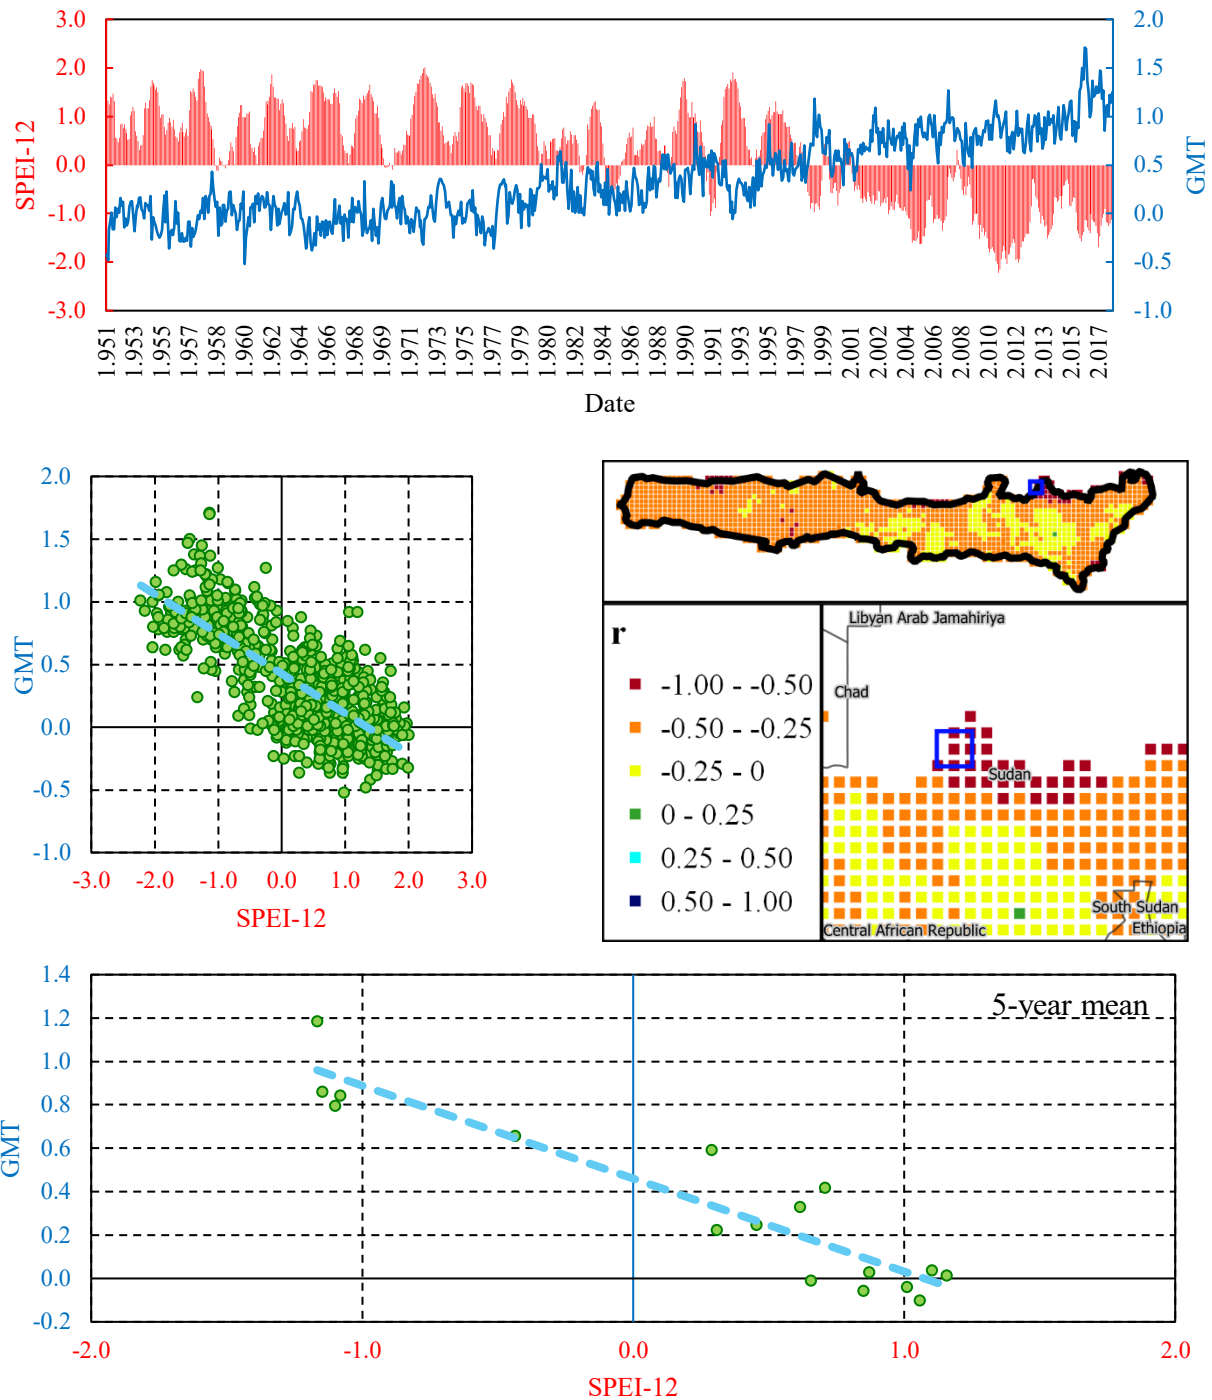 3.0
2.0
1.0
0.0
-1.0
-2.0
-3.0
SPEI-12
2.0
1.5
1.0
0.5
0.0
-0.5
-1.0
GMT
1.951 1.953 1.955 1.957 1.958 1.960 1.962 1.964 1.966 1.968 1.969 1.971 1.973 1.975 1.977 1.979 1.980 1.982 1.984 1.986 1.988 1.990 1.991 1.993 1.995 1.997 1.999 2.001 2.002 2.004 2.006 2.008 2.010 2.012 2.013 2.015 2.017
Date
2.0
1.5
1.0
0.5
0.0
-0.5
-1.0
GMT
-3.0 -2.0 -1.0 0.0 1.0 2.0 3.0
SPEI-12
r
-1.00 - -0.50
-0.50 - -0.25
-0.25 - 0
0 - 0.25
0.25 - 0.50
0.50 - 1.00
Libyan Arab Jamahiriya
Chad
Sudan
South Sudan
Central African Republic
Ethiopia
5-year mean
1.4
1.2
1.0
0.8
0.6
0.4
0.2
0.0
-0.2
GMT
-2.0 -1.0 0.0 1.0 2.0
SPEI-12